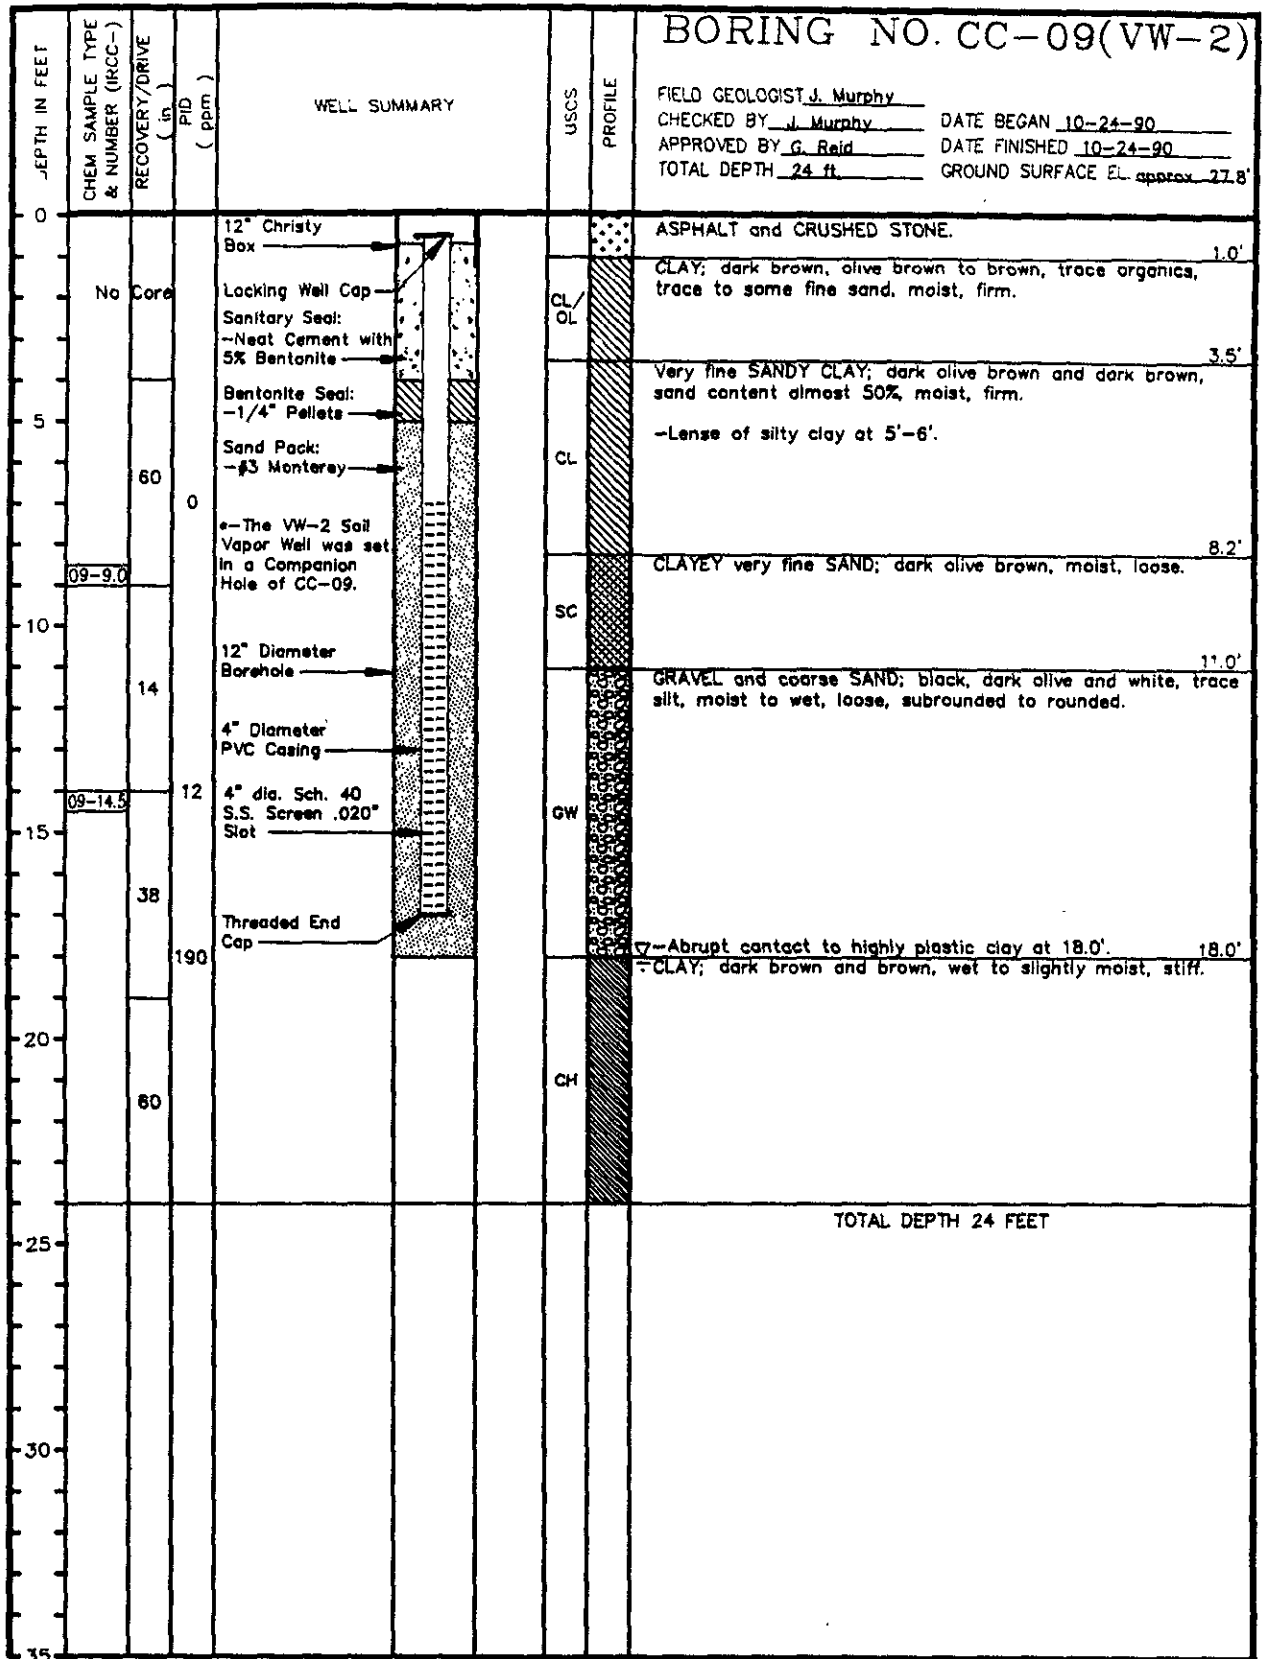 BORING NO. CC-09(VW-2)
FIELD GEOLOGIST J. Murphy
CHECKED BY J. Murphy DATE BEGAN 10-24-90
APPROVED BY G. Reid DATE FINISHED 10-24-90
TOTAL DEPTH 24 ft. GROUND SURFACE EL. approx 27.8'
DEPTH IN FEET
CHEM SAMPLE TYPE & NUMBER (IRCC-)
RECOVERY/DRIVE (in)
PID (ppm)
WELL SUMMARY
USCS
PROFILE
0
5
10
15
20
25
30
35
No Core
09-9.0
09-14.5
60
14
38
60
0
12
190
12" Christy
Box
Locking Well Cap
Sanitary Seal:
-Neat Cement with
5% Bentonite
Bentonite Seal:
-1/4" Pellets
Sand Pack:
-#3 Monterey
*-The VW-2 Soil
Vapor Well was set
in a Companion
Hole of CC-09.
12" Diameter
Borehole
4" Diameter
PVC Casing
4" dia. Sch. 40
S.S. Screen .020"
Slot
Threaded End
Cap
CL/
OL
CL
SC
GW
CH
ASPHALT and CRUSHED STONE.
1.0'
CLAY; dark brown, olive brown to brown, trace organics,
trace to some fine sand, moist, firm.
3.5'
Very fine SANDY CLAY; dark olive brown and dark brown,
sand content almost 50%, moist, firm.
-Lense of silty clay at 5'-6'.
8.2'
CLAYEY very fine SAND; dark olive brown, moist, loose.
11.0'
GRAVEL and coarse SAND; black, dark olive and white, trace
silt, moist to wet, loose, subrounded to rounded.
-Abrupt contact to highly plastic clay at 18.0'. 18.0'
CLAY; dark brown and brown, wet to slightly moist, stiff.
TOTAL DEPTH 24 FEET